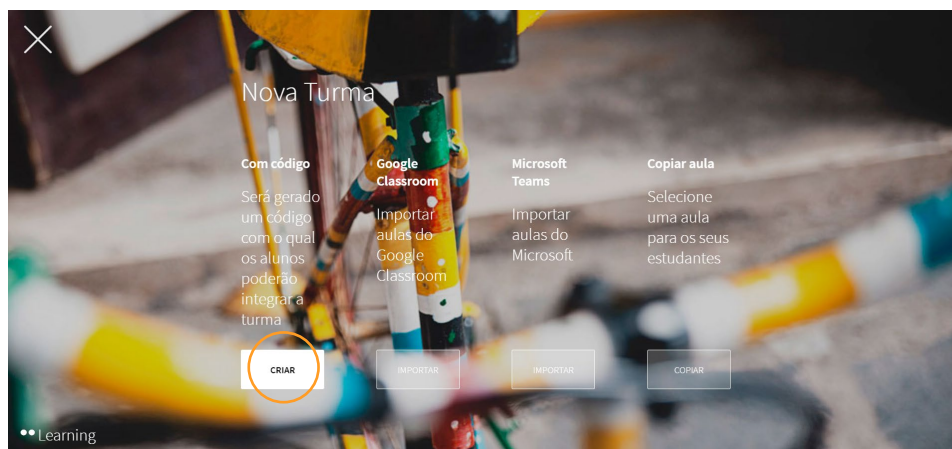 Nova Turma
Com código
Será gerado
um código
com o qual
os alunos
poderão
integrar a
turma
CRIAR
Google
Classroom
Importar
aulas do
Google
Classroom
IMPORTAR
Microsoft
Teams
Importar
aulas do
Microsoft
IMPORTAR
Copiar aula
Selecione
uma aula
para os seus
estudantes
COPIAR
Learning